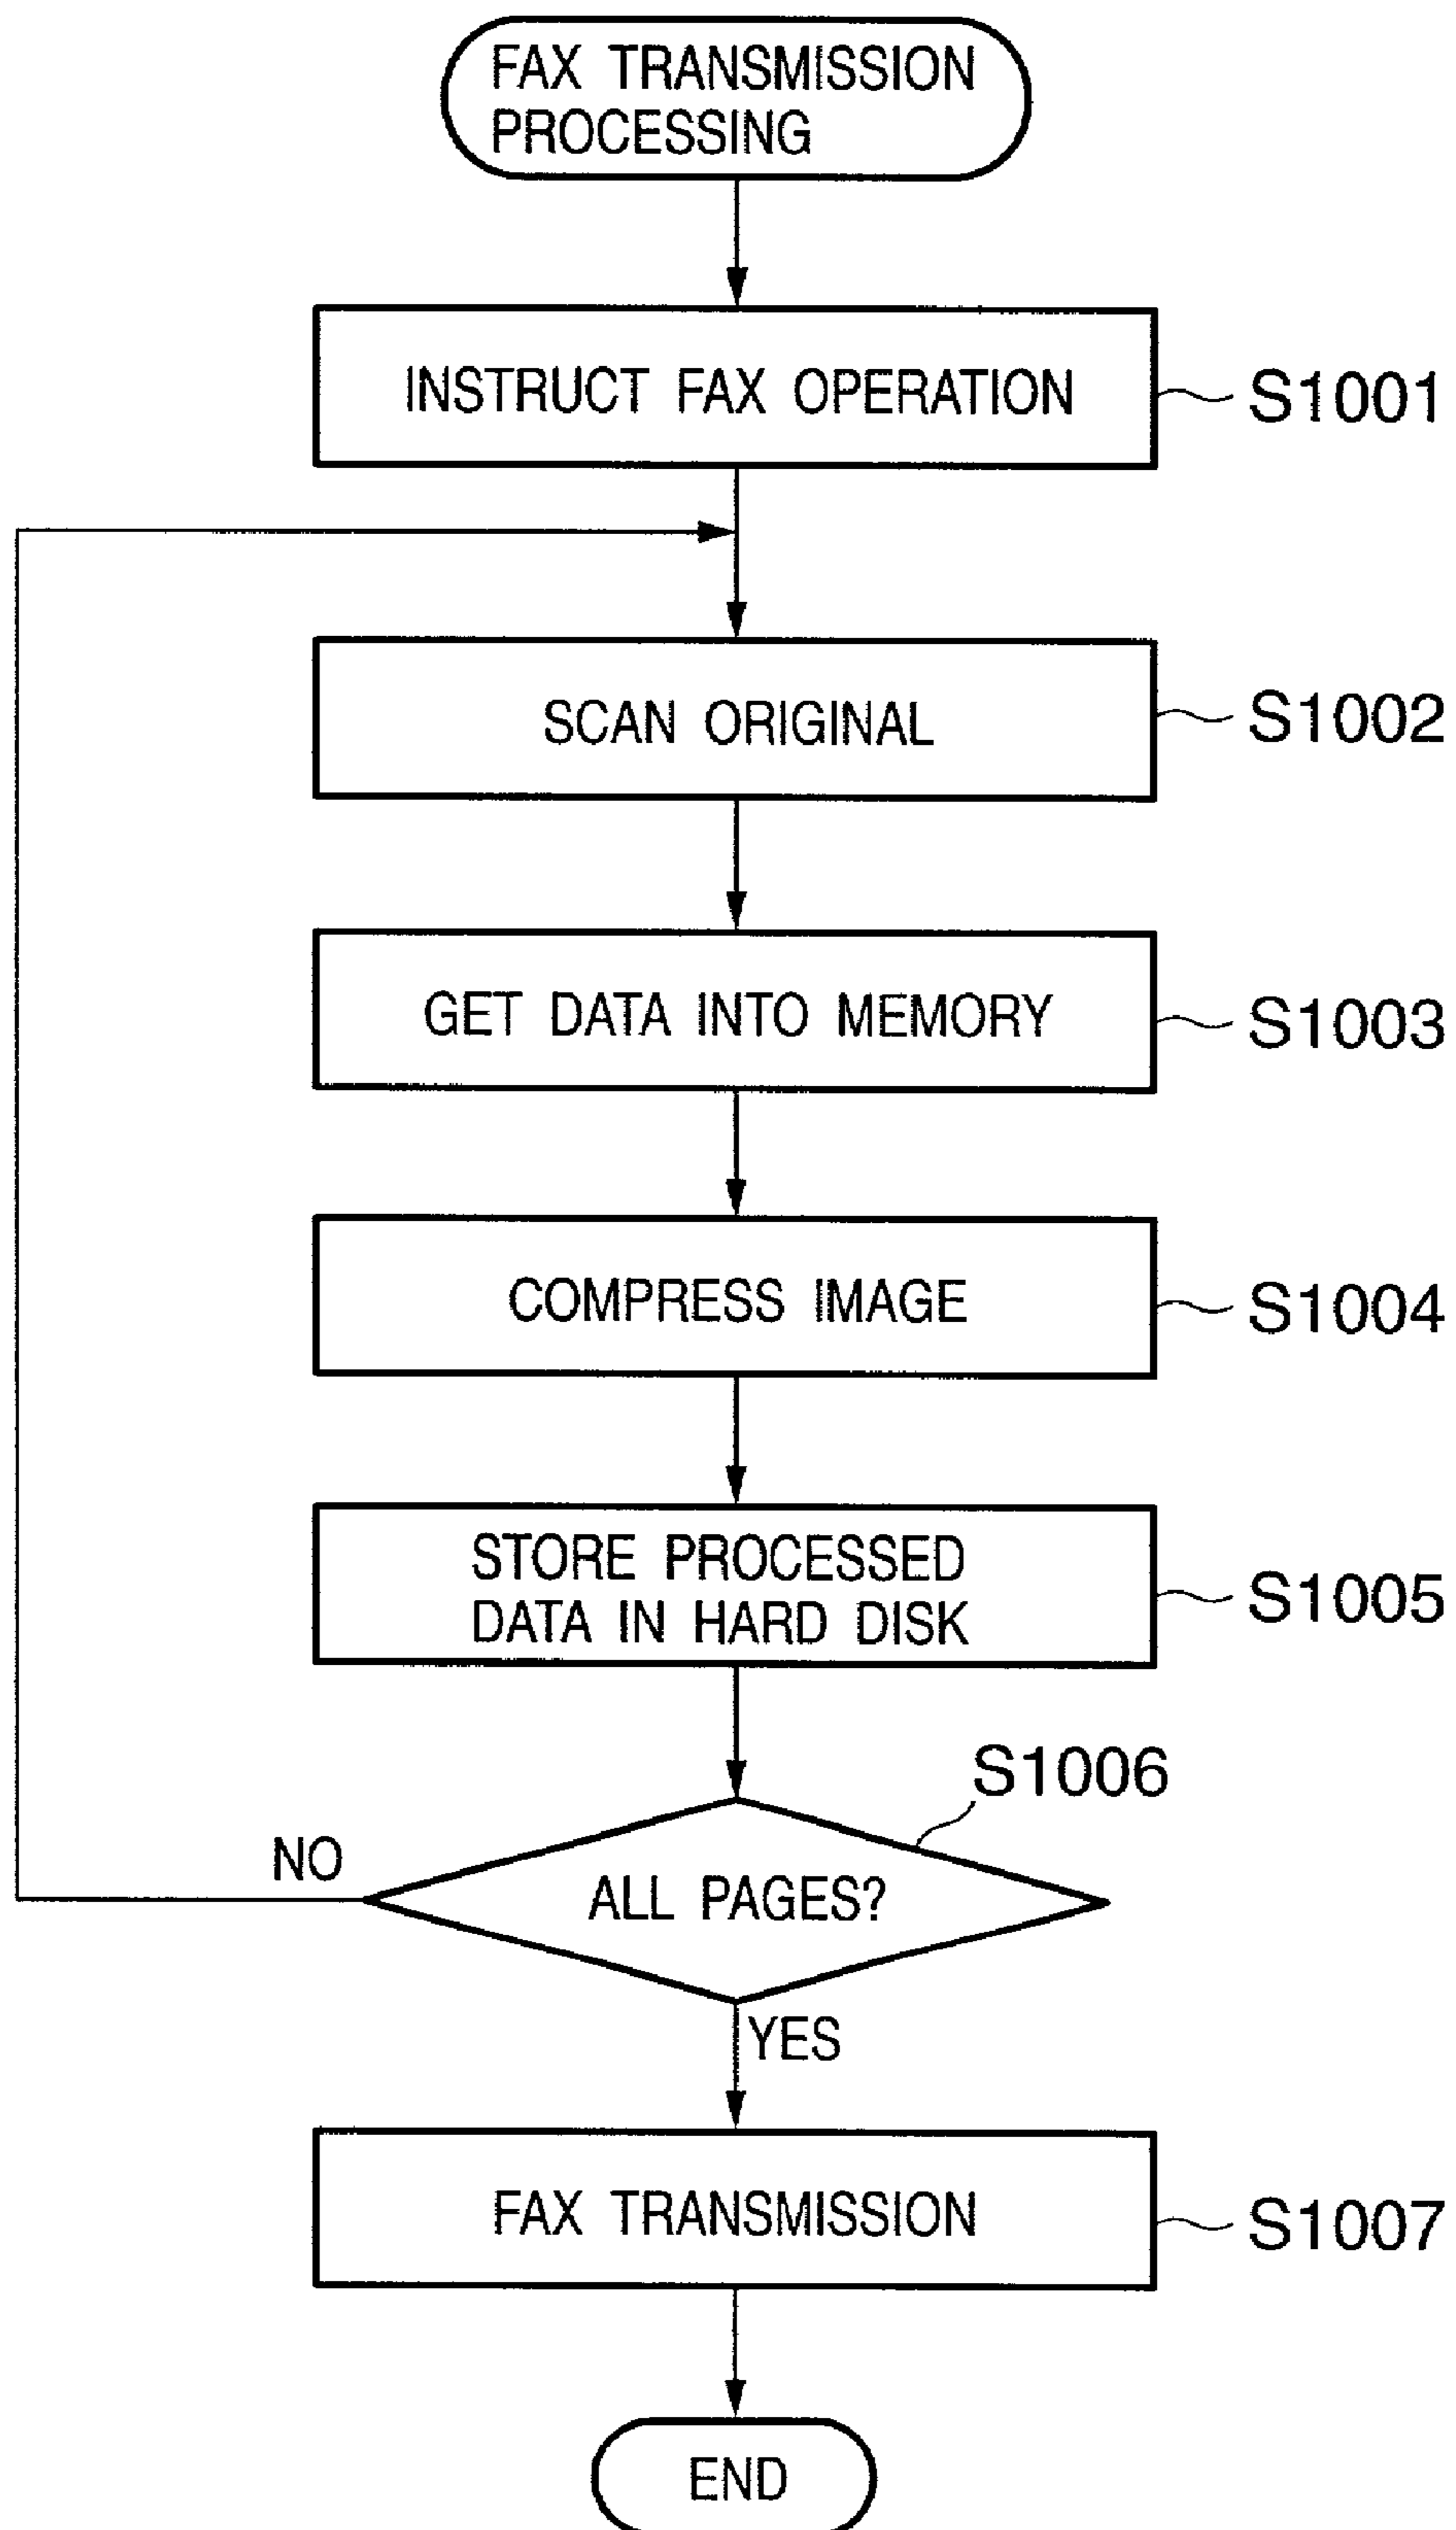 FAX TRANSMISSION
PROCESSING
INSTRUCT FAX OPERATION
S1001
SCAN ORIGINAL
S1002
GET DATA INTO MEMORY
S1003
COMPRESS IMAGE
S1004
STORE PROCESSED
DATA IN HARD DISK
S1005
S1006
NO
ALL PAGES?
YES
FAX TRANSMISSION
S1007
END